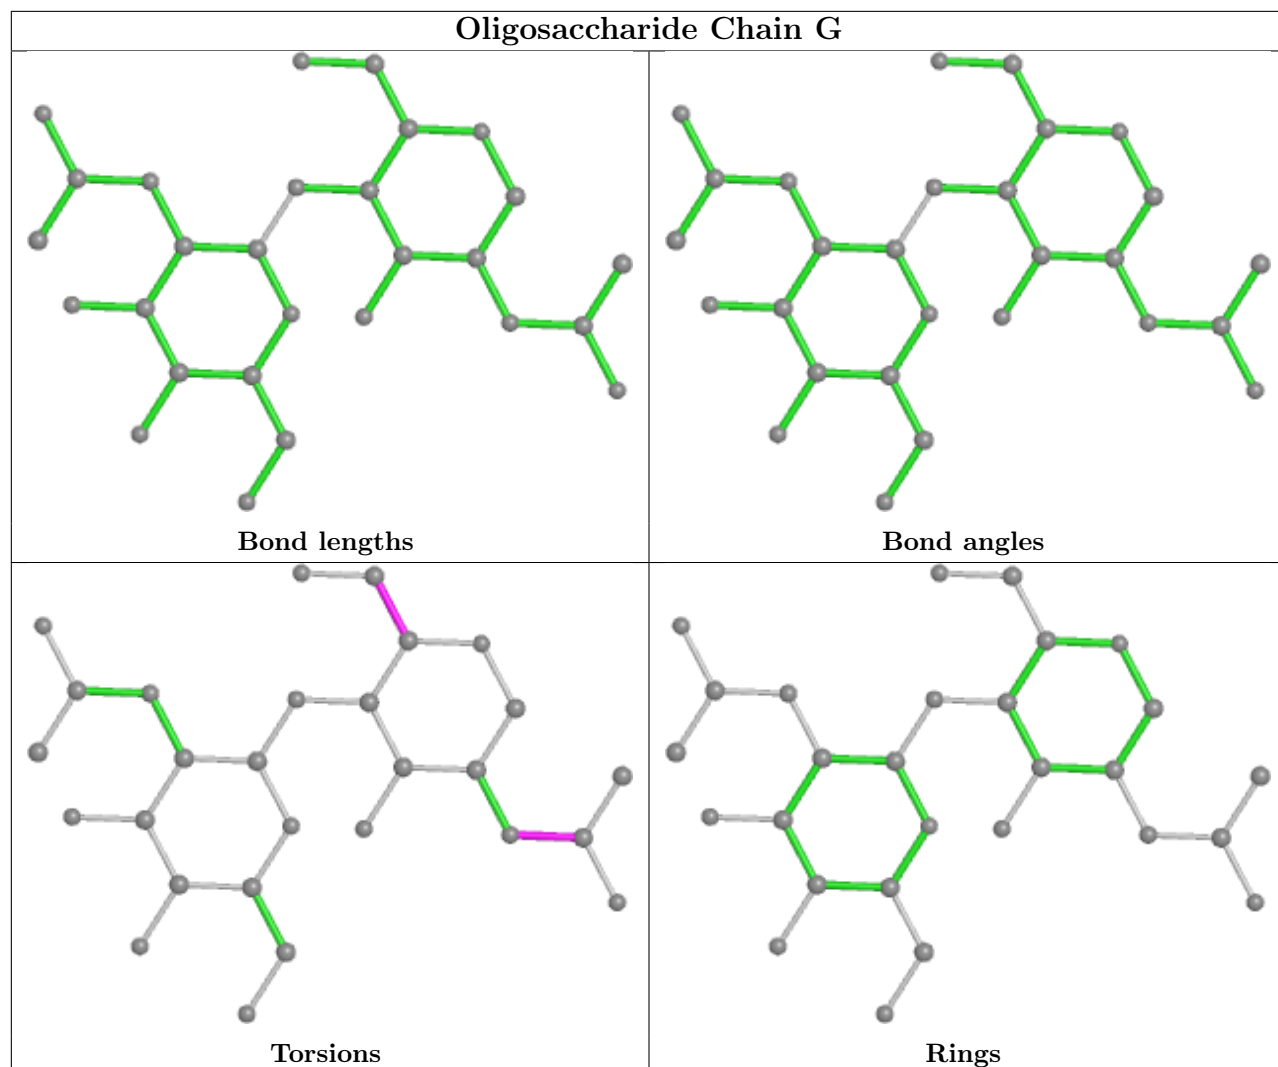 Oligosaccharide Chain G
Bond lengths
Bond angles
Torsions
Rings